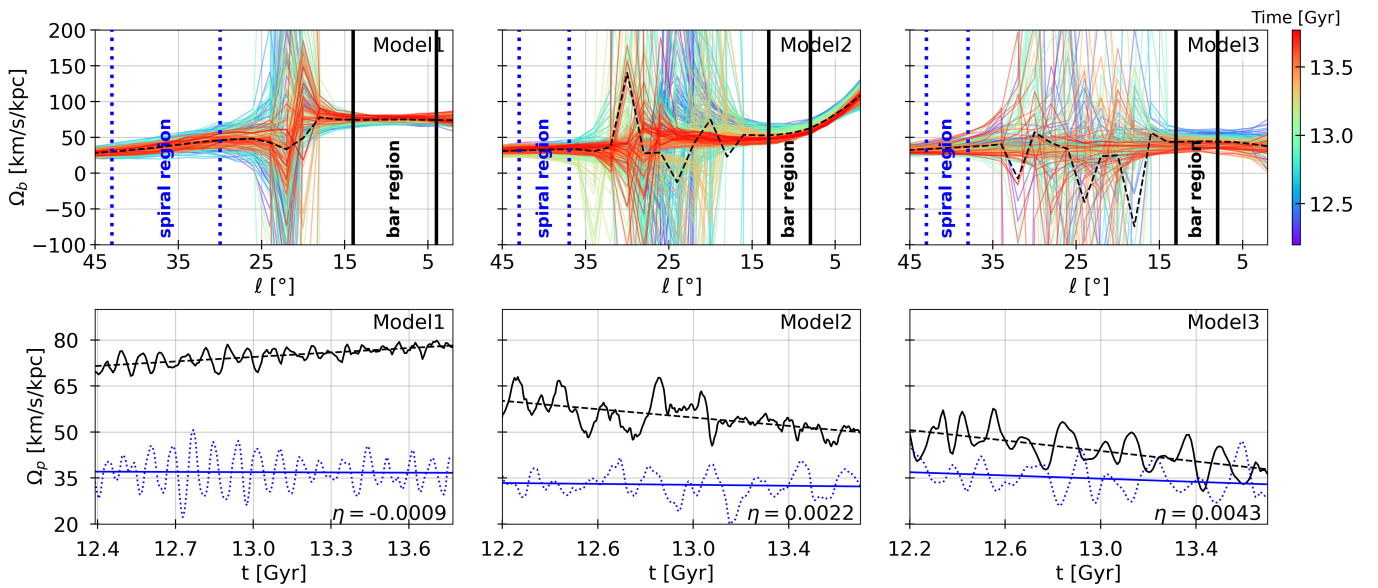 Time [Gyr]
Model1
Model2
Model3
200
150
100
50
0
−50
−100
Ω_b [km/s/kpc]
spiral region
bar region
spiral region
bar region
spiral region
bar region
13.5
13.0
12.5
45 35 25 15 5
45 35 25 15 5
45 35 25 15 5
ℓ [°]
ℓ [°]
ℓ [°]
Model1
Model2
Model3
80
65
50
35
20
Ω_p [km/s/kpc]
η = -0.0009
η = 0.0022
η = 0.0043
12.4 12.7 13.0 13.3 13.6
12.2 12.6 13.0 13.4
12.2 12.6 13.0 13.4
t [Gyr]
t [Gyr]
t [Gyr]